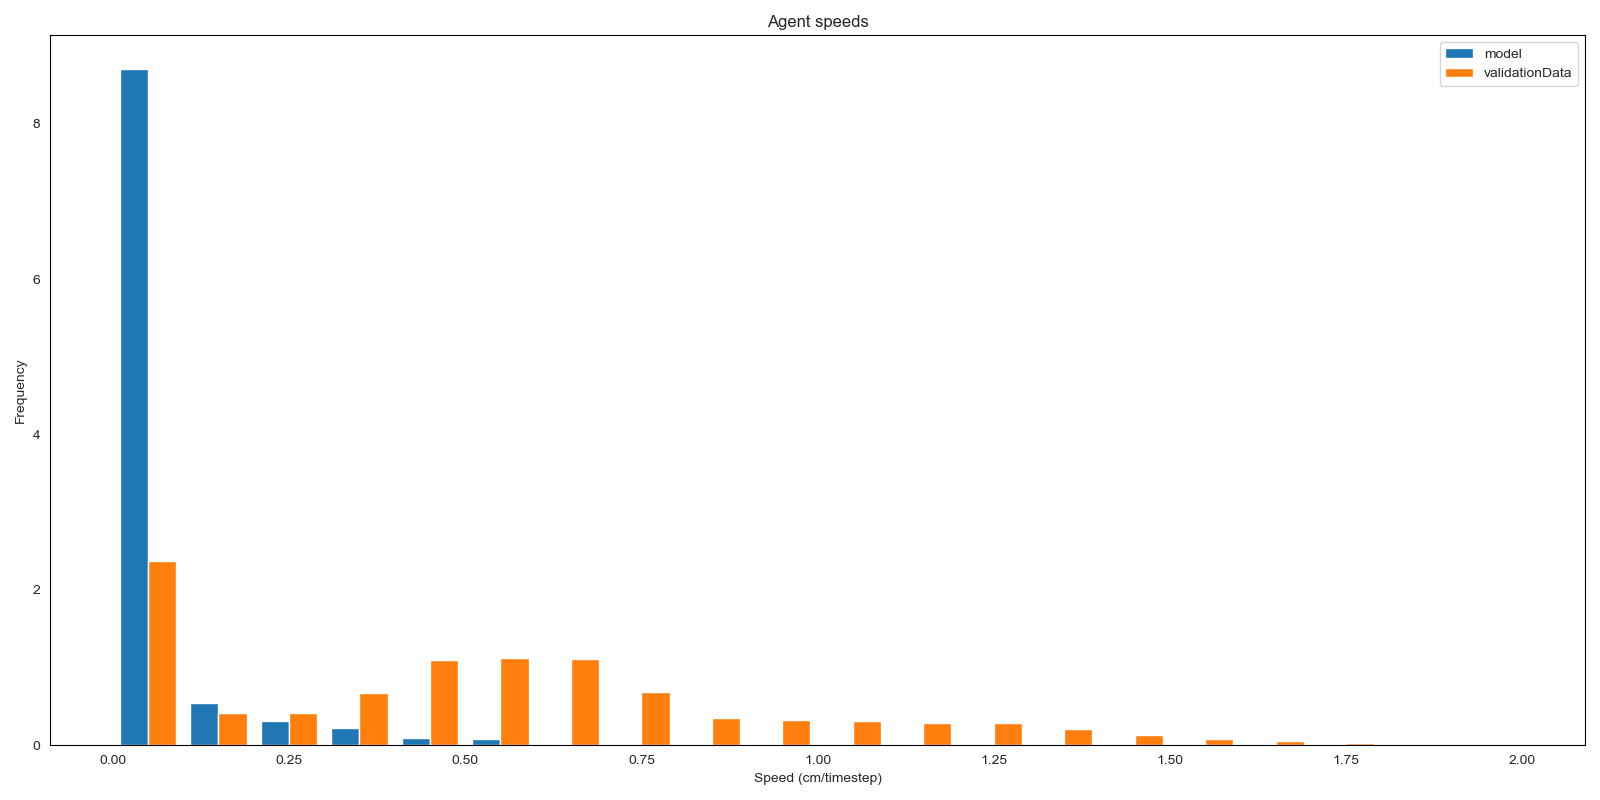 Agent speeds
model
validationData
8
6
4
2
0
Frequency
0.00 0.25 0.50 0.75 1.00 1.25 1.50 1.75 2.00
Speed (cm/timestep)